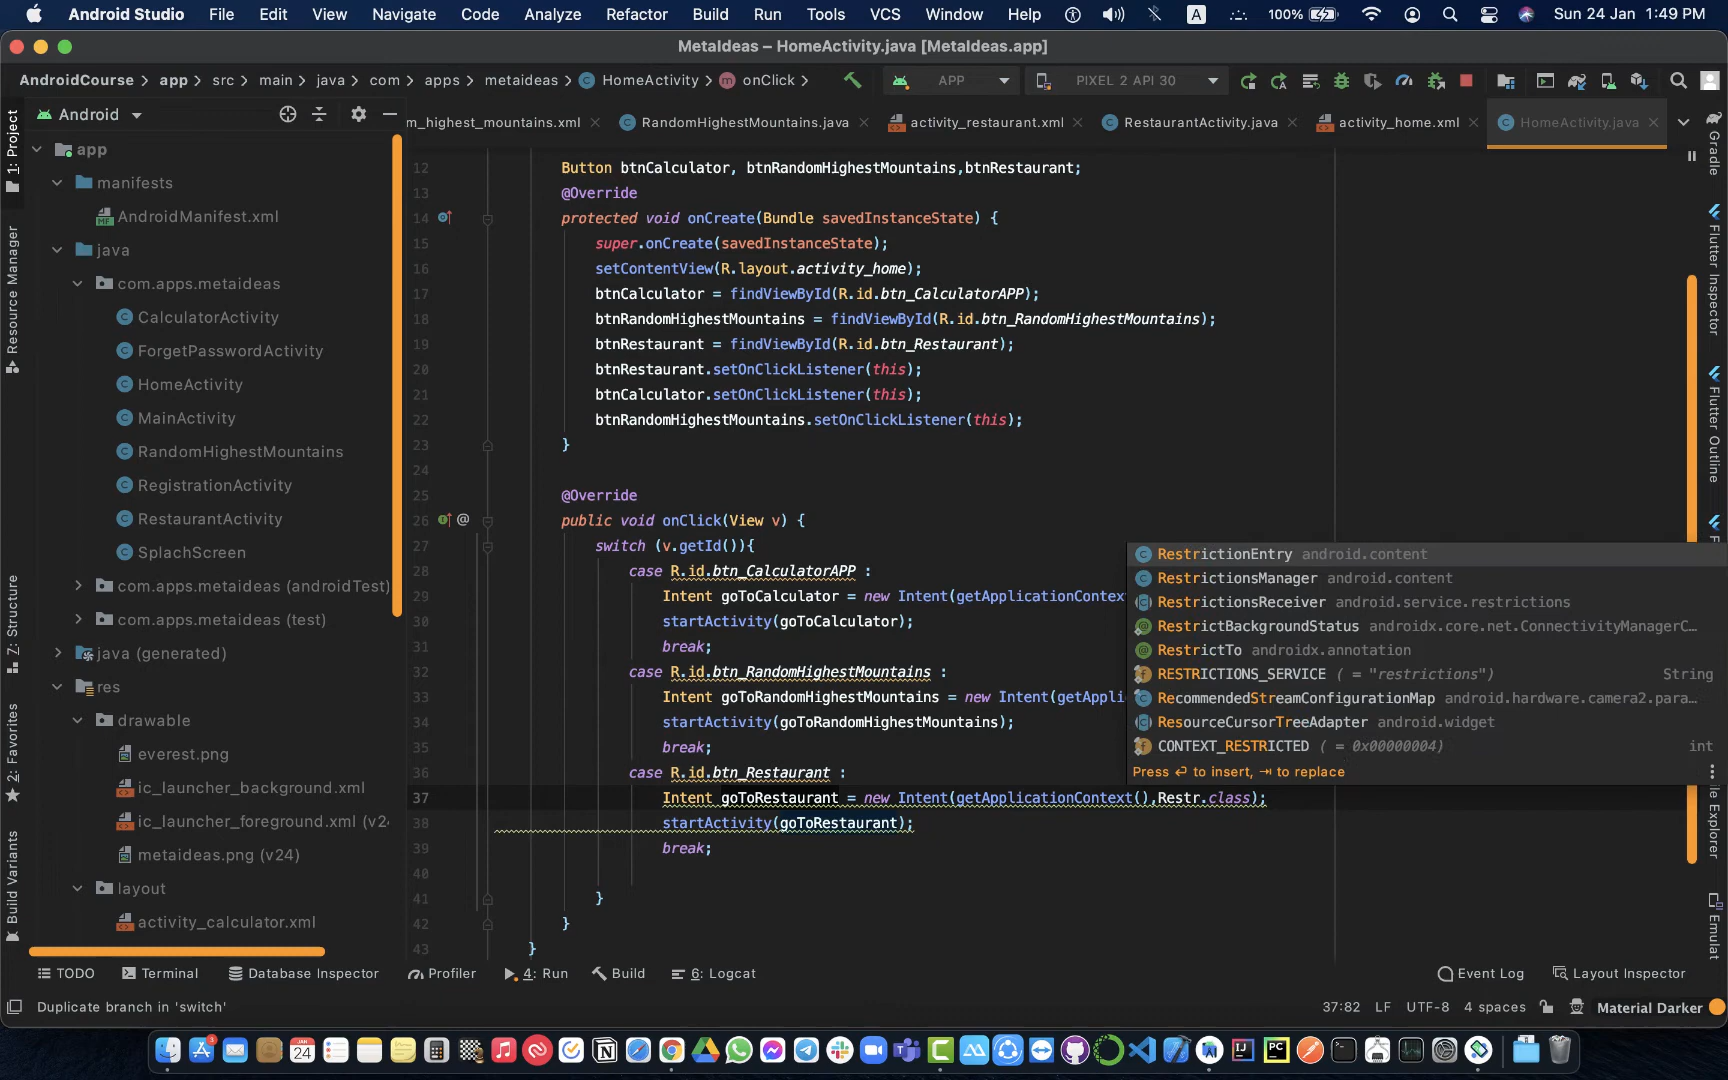 Android Studio File Edit View Navigate Code Analyze Refactor Build Run Tools VCS Window Help A 100% Sun 24 Jan 1:49 PM
MetaIdeas – HomeActivity.java [MetaIdeas.app]
AndroidCourse app src main java com apps metaideas HomeActivity onClick APP PIXEL 2 API 30
Android
m_highest_mountains.xml RandomHighestMountains.java activity_restaurant.xml RestaurantActivity.java activity_home.xml HomeActivity.java
1: Project
Resource Manager
7: Structure
2: Favorites
Build Variants
app
manifests
AndroidManifest.xml
java
com.apps.metaideas
CalculatorActivity
ForgetPasswordActivity
HomeActivity
MainActivity
RandomHighestMountains
RegistrationActivity
RestaurantActivity
SplachScreen
com.apps.metaideas (androidTest)
com.apps.metaideas (test)
java (generated)
res
drawable
everest.png
ic_launcher_background.xml
ic_launcher_foreground.xml (v24
metaideas.png (v24)
layout
activity_calculator.xml
12 Button btnCalculator, btnRandomHighestMountains,btnRestaurant;
13 @Override
14 protected void onCreate(Bundle savedInstanceState) {
15 super.onCreate(savedInstanceState);
16 setContentView(R.layout.activity_home);
17 btnCalculator = findViewById(R.id.btn_CalculatorAPP);
18 btnRandomHighestMountains = findViewById(R.id.btn_RandomHighestMountains);
19 btnRestaurant = findViewById(R.id.btn_Restaurant);
20 btnRestaurant.setOnClickListener(this);
21 btnCalculator.setOnClickListener(this);
22 btnRandomHighestMountains.setOnClickListener(this);
23 }
24
25 @Override
26 @ public void onClick(View v) {
27 switch (v.getId()){
28 case R.id.btn_CalculatorAPP :
29 Intent goToCalculator = new Intent(getApplicationContext
30 startActivity(goToCalculator);
31 break;
32 case R.id.btn_RandomHighestMountains :
33 Intent goToRandomHighestMountains = new Intent(getAppli
34 startActivity(goToRandomHighestMountains);
35 break;
36 case R.id.btn_Restaurant :
37 Intent goToRestaurant = new Intent(getApplicationContext(),Restr.class);
38 startActivity(goToRestaurant);
39 break;
40
41 }
42 }
43 }
RestrictionEntry android.content
RestrictionsManager android.content
RestrictionsReceiver android.service.restrictions
RestrictBackgroundStatus androidx.core.net.ConnectivityManagerC…
RestrictTo androidx.annotation
RESTRICTIONS_SERVICE ( = "restrictions") String
RecommendedStreamConfigurationMap android.hardware.camera2.para…
ResourceCursorTreeAdapter android.widget
CONTEXT_RESTRICTED ( = 0x00000004) int
Press ↩ to insert, ⇥ to replace
Gradle
Flutter Inspector
Flutter Outline
F
le Explorer
Emulat
TODO Terminal Database Inspector Profiler 4: Run Build 6: Logcat Event Log Layout Inspector
Duplicate branch in 'switch' 37:82 LF UTF-8 4 spaces Material Darker
JAN
24
1
PC